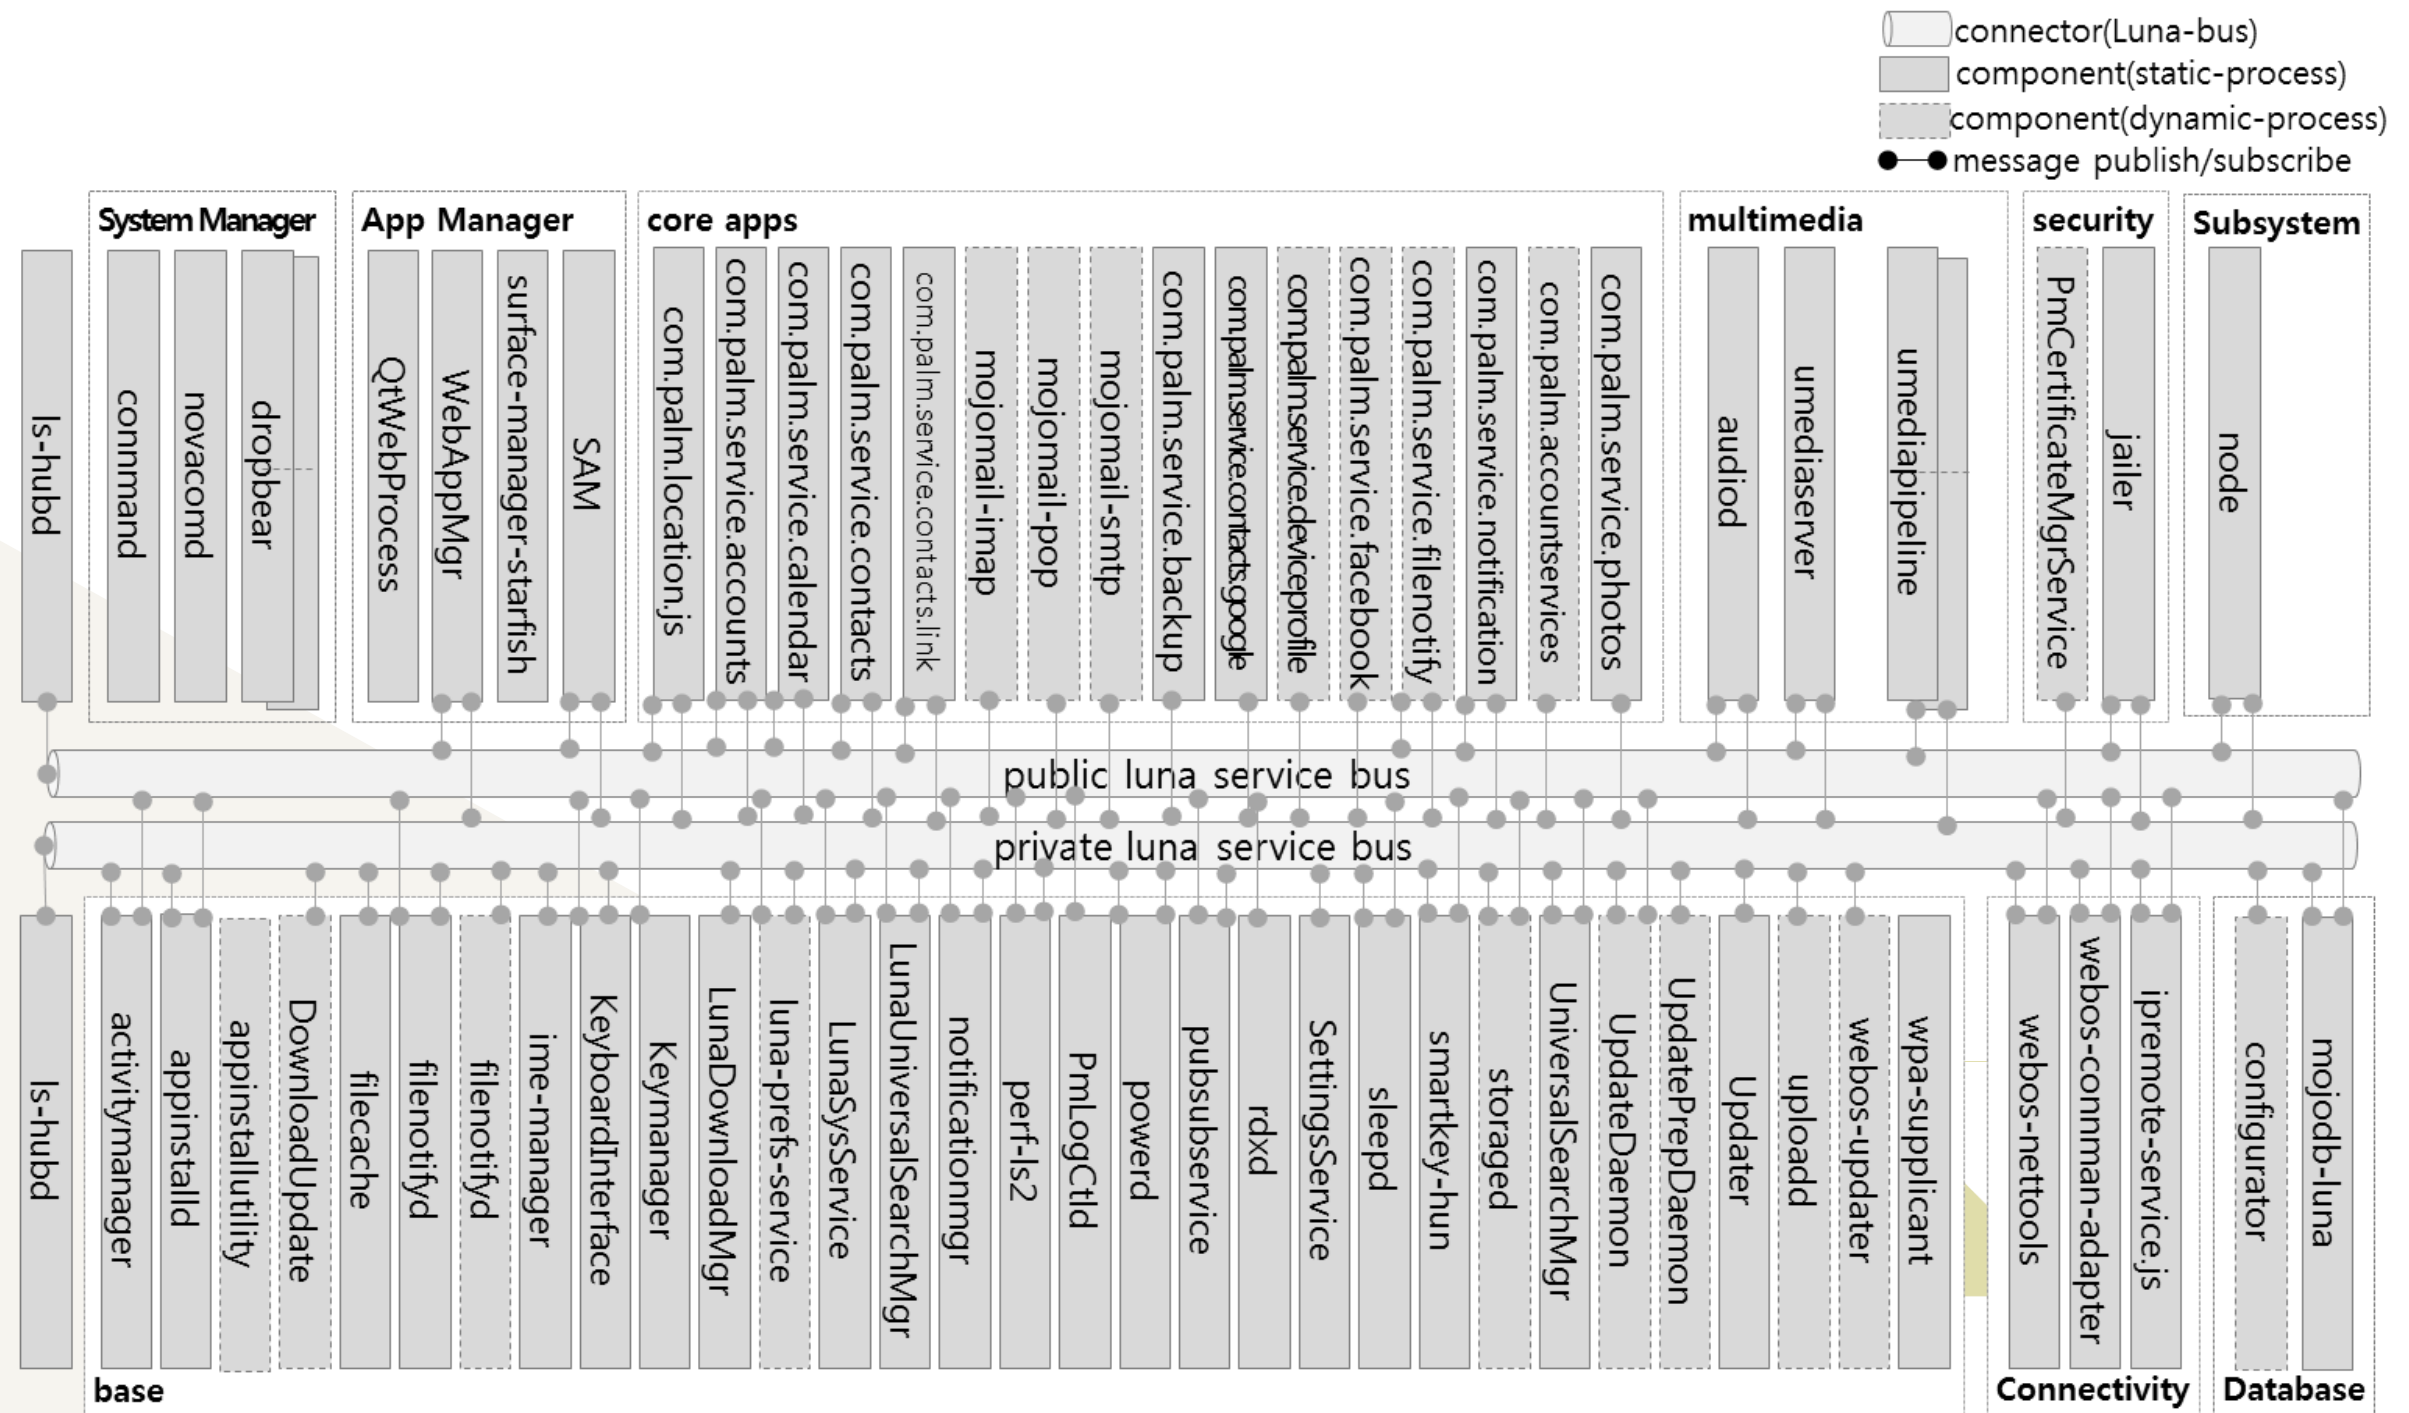 connector(Luna-bus)
component(static-process)
component(dynamic-process)
message publish/subscribe
System Manager
App Manager
core apps
multimedia
security
Subsystem
ls-hubd
connmand
novacomd
dropbear
QtWebProcess
WebAppMgr
surface-manager-starfish
SAM
com.palm.location.js
com.palm.service.accounts
com.palm.service.calendar
com.palm.service.contacts
com.palm.service.contacts.link
mojomail-imap
mojomail-pop
mojomail-smtp
com.palm.service.backup
com.palm.service.contacts.google
com.palm.service.deviceprofile
com.palm.service.facebook
com.palm.service.filenotify
com.palm.service.notification
com.palm.accountservices
com.palm.service.photos
audiod
umediaserver
umediapipeline
PmCertificateMgrService
jailer
node
public luna service bus
private luna service bus
ls-hubd
activitymanager
appinstalld
appinstallutility
DownloadUpdate
filecache
filenotifyd
filenotifyd
ime-manager
KeyboardInterface
Keymanager
LunaDownloadMgr
luna-prefs-service
LunaSysService
LunaUniversalSearchMgr
notificationmgr
perf-ls2
PmLogCtld
powerd
pubsubservice
rdxd
SettingsService
sleepd
smartkey-hun
storaged
UniversalSearchMgr
UpdateDaemon
UpdatePrepDaemon
Updater
uploadd
webos-updater
wpa-supplicant
webos-nettools
webos-connman-adapter
ipremote-service.js
configurator
mojodb-luna
base
Connectivity
Database